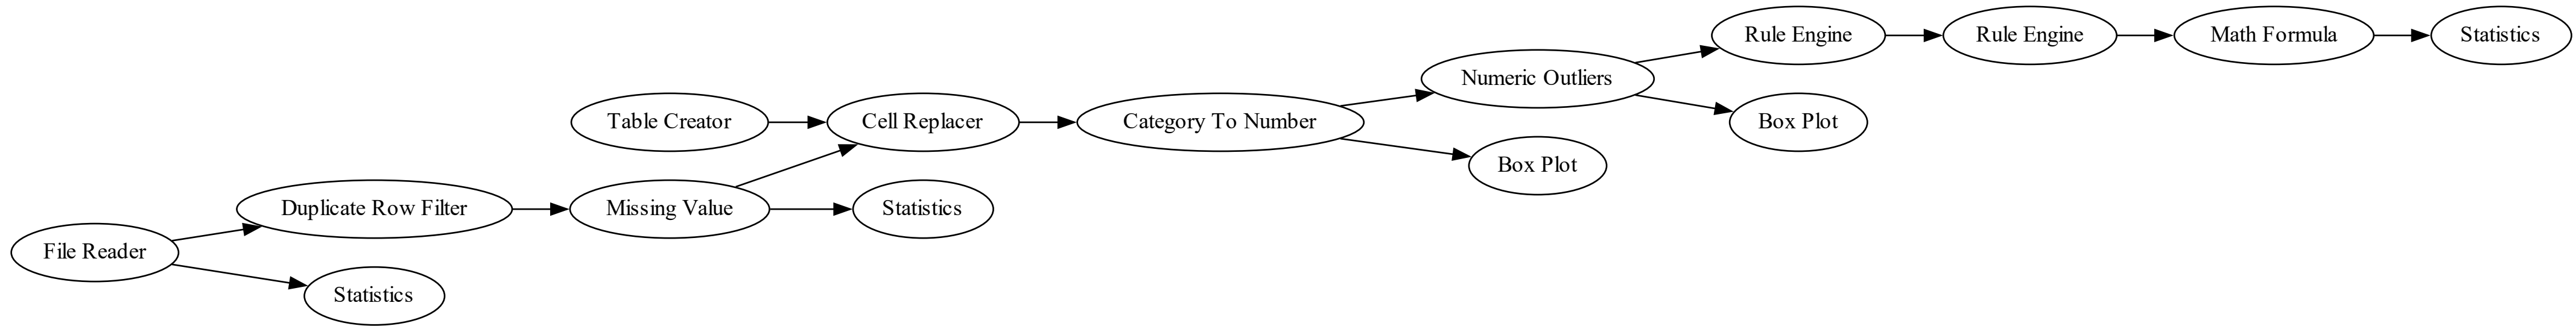 Rule Engine
Rule Engine
Math Formula
Statistics
Numeric Outliers
Table Creator
Cell Replacer
Category To Number
Box Plot
Box Plot
Duplicate Row Filter
Missing Value
Statistics
File Reader
Statistics